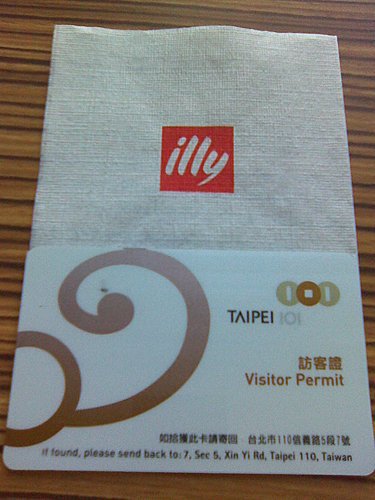 illy
TAIPEI 101
訪客證
Visitor Permit
如拾獲此卡請寄回 台北市110信義路5段7號
If found, please send back to: 7, Sec 5, Xin Yi Rd, Taipei 110, Taiwan